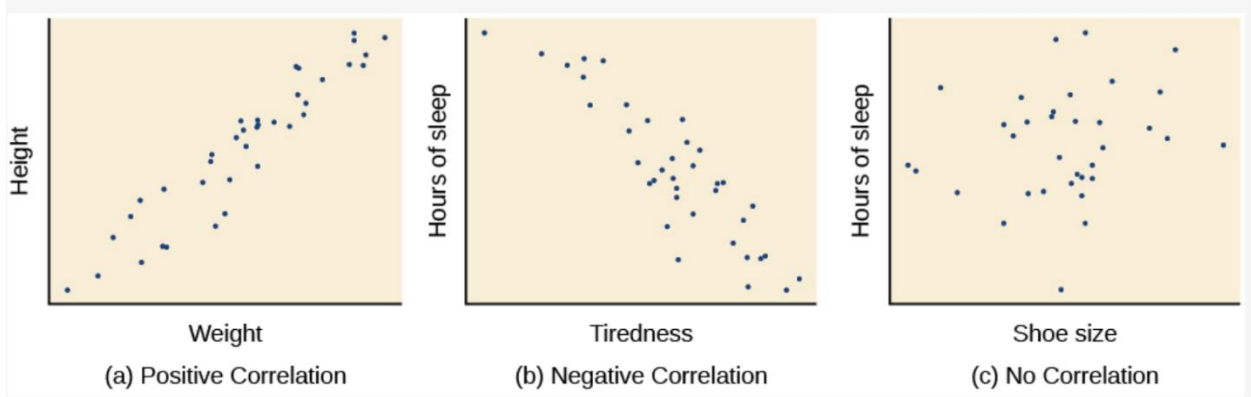 Height
Weight
(a) Positive Correlation
Hours of sleep
Tiredness
(b) Negative Correlation
Hours of sleep
Shoe size
(c) No Correlation